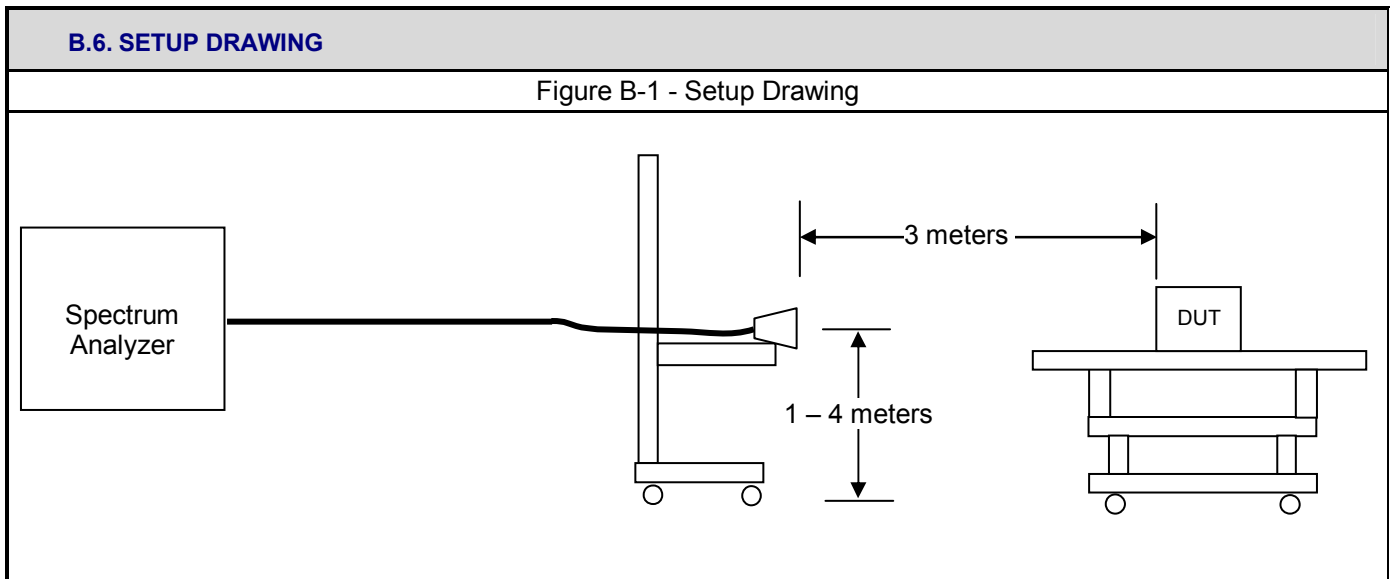 B.6. SETUP DRAWING
Figure B-1 - Setup Drawing
3 meters
Spectrum
Analyzer
DUT
1 – 4 meters